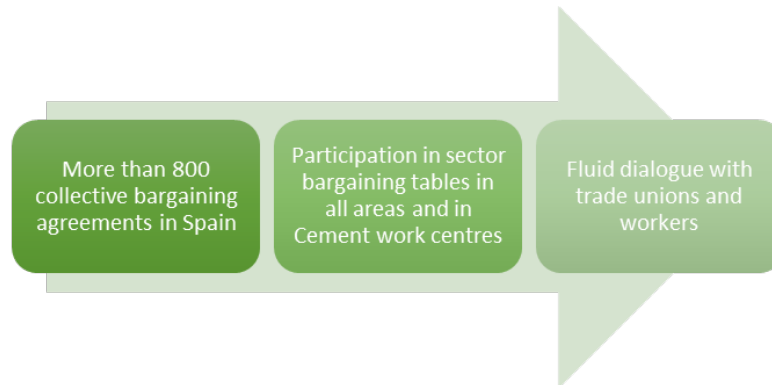 More than 800
collective bargaining
agreements in Spain
Participation in sector
bargaining tables in
all areas and in
Cement work centres
Fluid dialogue with
trade unions and
workers